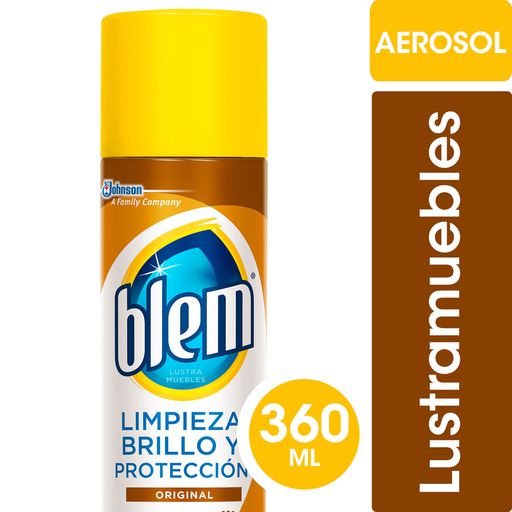 AEROSOL
Lustramuebles
SC Johnson
A Family Company
blem®
LUSTRA
MUEBLES
LIMPIEZA
BRILLO Y
PROTECCIÓN
ORIGINAL
360
ML